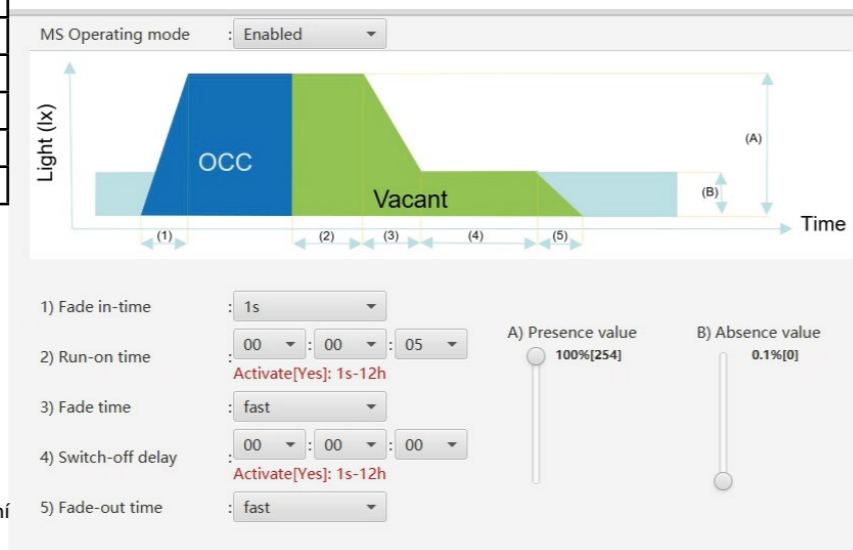 MS Operating mode : Enabled
Light (lx)
OCC
Vacant
(A)
(B)
Time
(1) (2) (3) (4) (5)
1) Fade in-time : 1s
2) Run-on time : 00 : 00 : 05
Activate[Yes]: 1s-12h
3) Fade time : fast
4) Switch-off delay : 00 : 00 : 00
Activate[Yes]: 1s-12h
ní 5) Fade-out time : fast
A) Presence value
100%[254]
B) Absence value
0.1%[0]